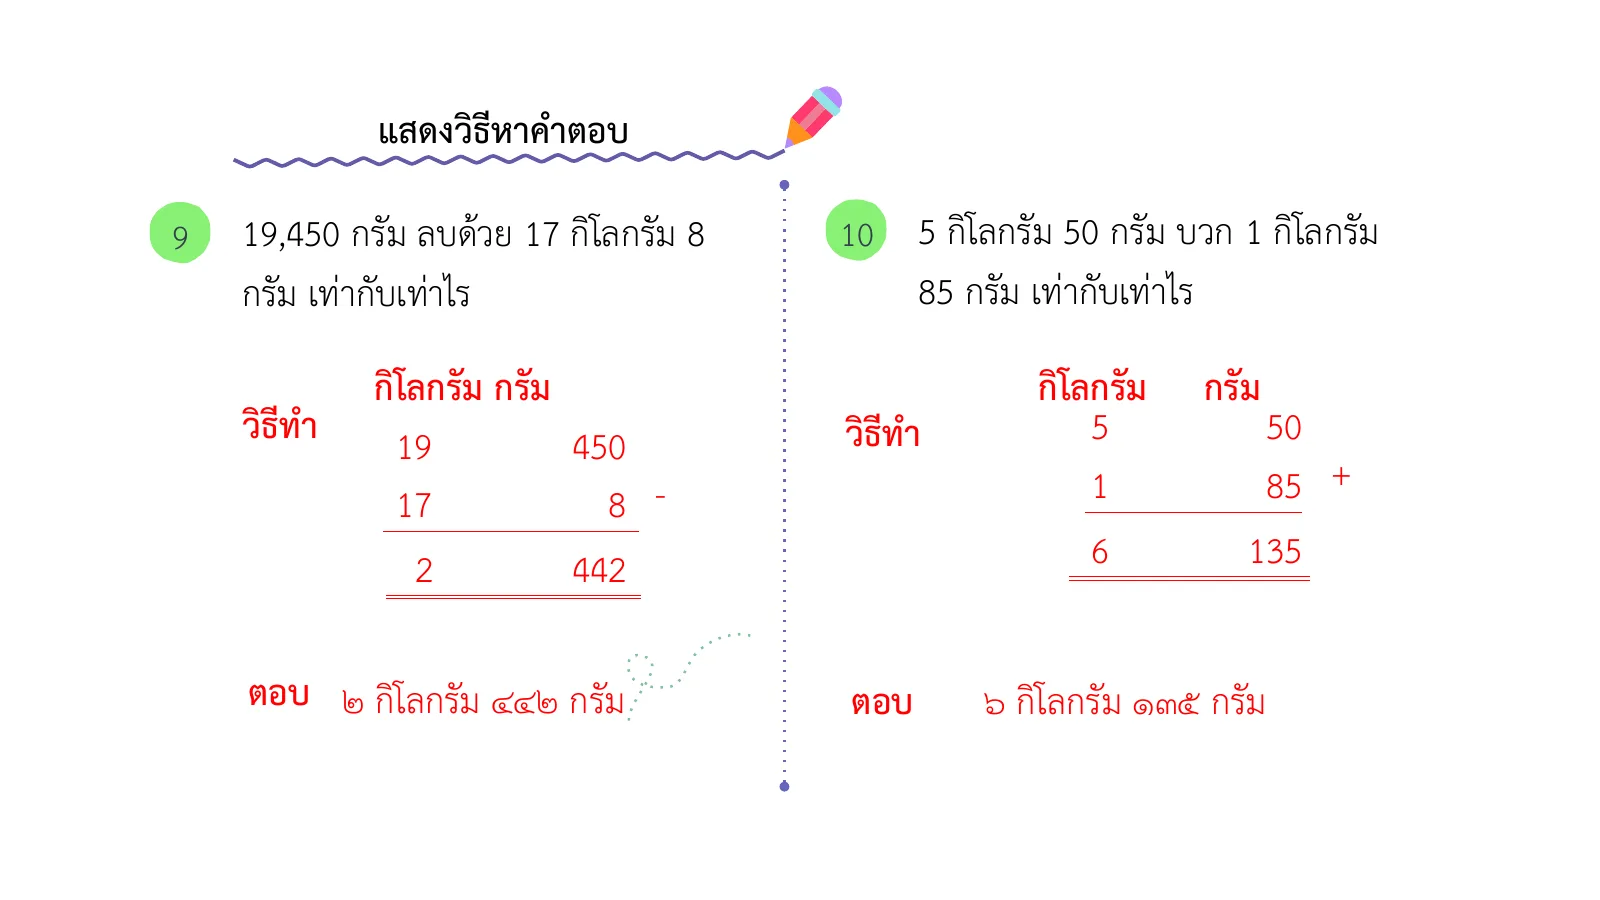 แสดงวิธีหาคำตอบ
9
19,450 กรัม ลบด้วย 17 กิโลกรัม 8
กรัม เท่ากับเท่าไร
กิโลกรัม กรัม
วิธีทำ
19 450
17 8 -
2 442
ตอบ ๒ กิโลกรัม ๔๔๒ กรัม
10
5 กิโลกรัม 50 กรัม บวก 1 กิโลกรัม
85 กรัม เท่ากับเท่าไร
กิโลกรัม กรัม
วิธีทำ
5 50
1 85 +
6 135
ตอบ ๖ กิโลกรัม ๑๓๕ กรัม